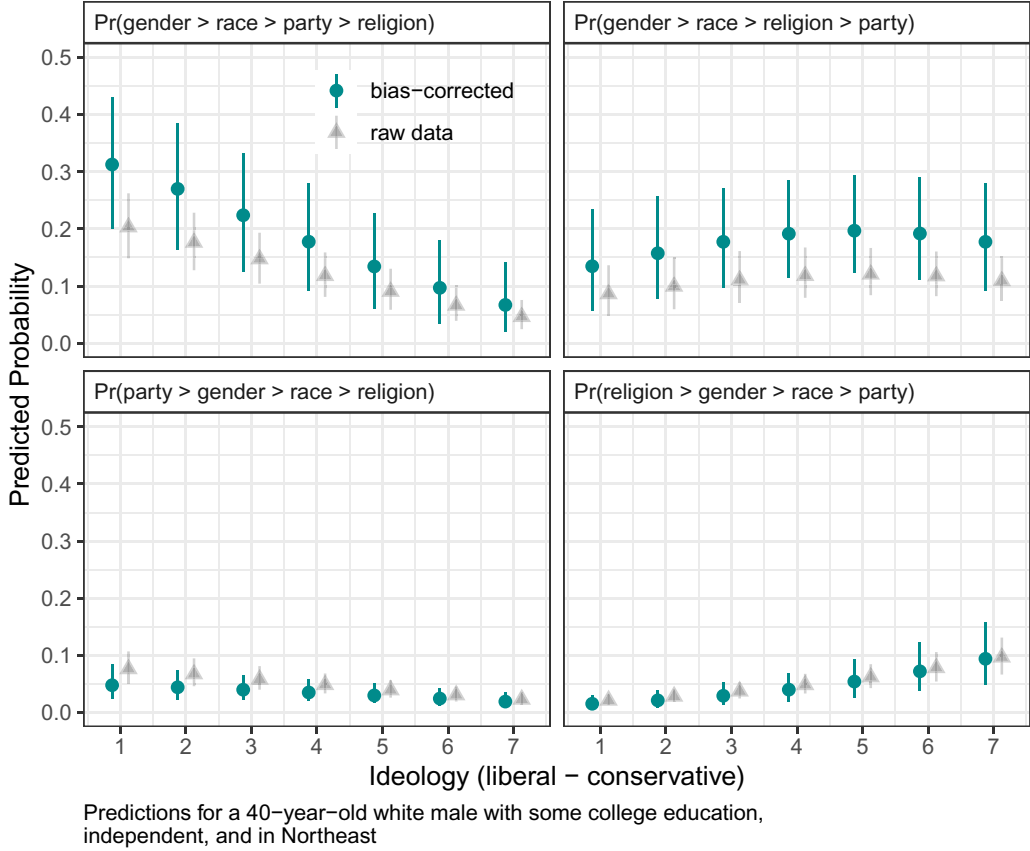 Pr(gender > race > party > religion)
Pr(gender > race > religion > party)
0.5
0.4
0.3
0.2
0.1
0.0
bias−corrected
raw data
Predicted Probability
Pr(party > gender > race > religion)
Pr(religion > gender > race > party)
0.5
0.4
0.3
0.2
0.1
0.0
1 2 3 4 5 6 7
1 2 3 4 5 6 7
Ideology (liberal − conservative)
Predictions for a 40−year−old white male with some college education,
independent, and in Northeast